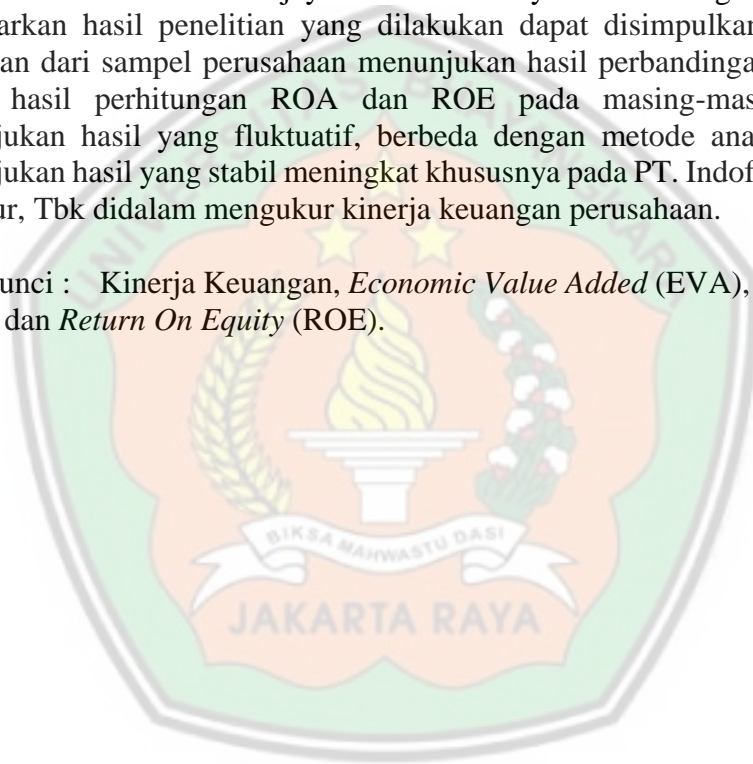 arkan hasil penelitian yang dilakukan dapat disimpulkan
an dari sampel perusahaan menunjukan hasil perbandinga
hasil perhitungan ROA dan ROE pada masing-mas
jukan hasil yang fluktuatif, berbeda dengan metode ana
jukan hasil yang stabil meningkat khususnya pada PT. Indof
ur, Tbk didalam mengukur kinerja keuangan perusahaan.
unci : Kinerja Keuangan, Economic Value Added (EVA),
dan Return On Equity (ROE).
UNIVERSITAS BHAYANGKARA
BIKSA MAHWASTU DASI
JAKARTA RAYA